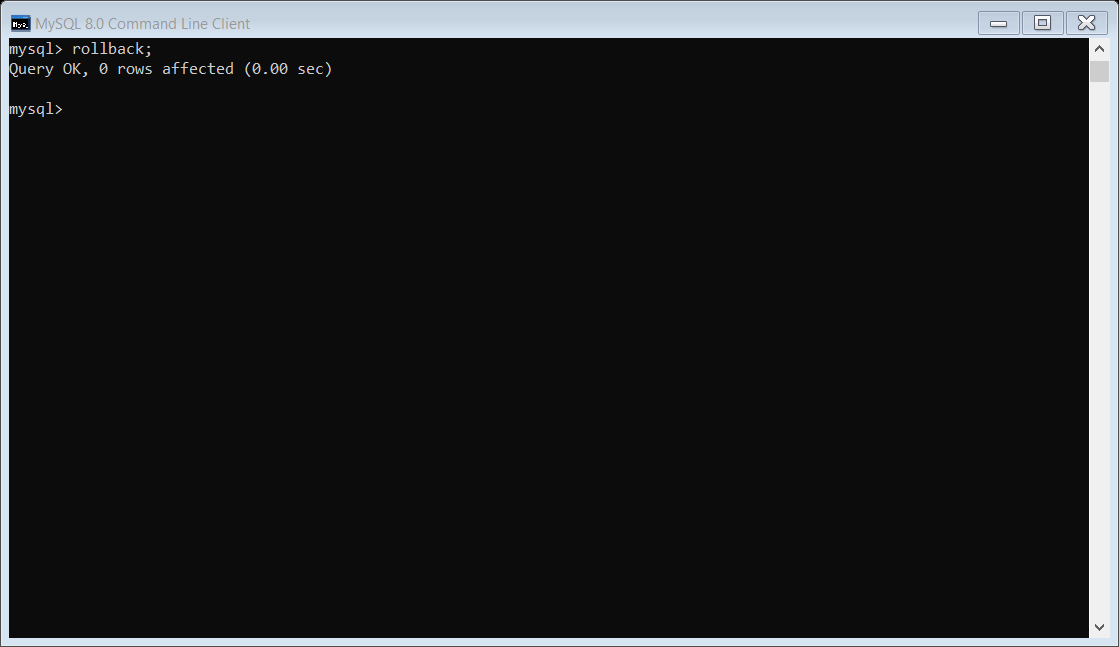 MySQL 8.0 Command Line Client
mysql> rollback;
Query OK, 0 rows affected (0.00 sec)
mysql>